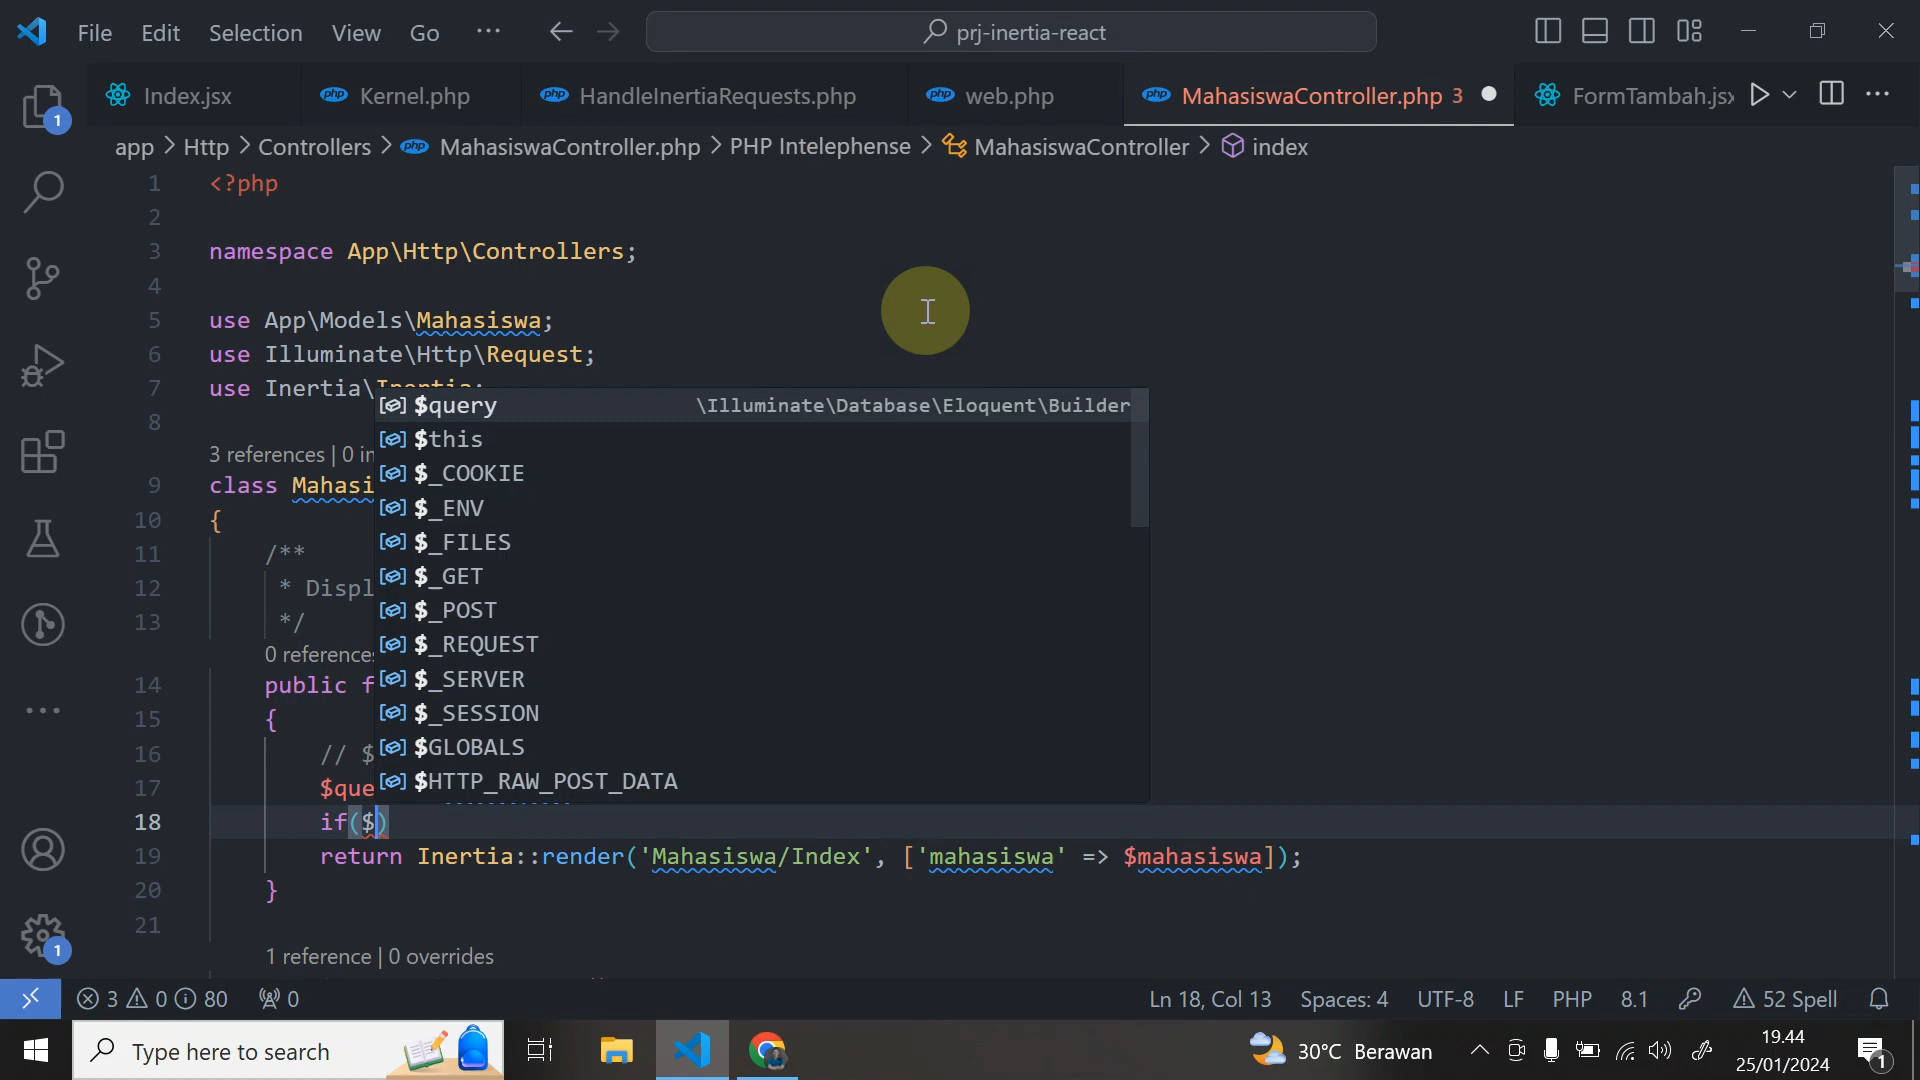 File Edit Selection View Go ···
prj-inertia-react
1
Index.jsx Kernel.php HandleInertiaRequests.php web.php MahasiswaController.php 3 FormTambah.jsx
app > Http > Controllers > MahasiswaController.php > PHP Intelephense > MahasiswaController > index
1 <?php
2
3 namespace App\Http\Controllers;
4
5 use App\Models\Mahasiswa;
6 use Illuminate\Http\Request;
7 use Inertia\Inertia;
$query \Illuminate\Database\Eloquent\Builder
8
$this
3 references | 0
$_COOKIE
9 class Mahasi
$_ENV
10 {
$_FILES
11 /**
$_GET
12 * Displ
$_POST
13 */
$_REQUEST
0 references
$_SERVER
14 public f
$_SESSION
15 {
$GLOBALS
16 // $
$HTTP_RAW_POST_DATA
17 $que
18 if($)
19 return Inertia::render('Mahasiswa/Index', ['mahasiswa' => $mahasiswa]);
20 }
21
1 reference | 0 overrides
1
3 0 80 0
Ln 18, Col 13 Spaces: 4 UTF-8 LF PHP 8.1 52 Spell
Type here to search
30°C Berawan
19.44
25/01/2024
1